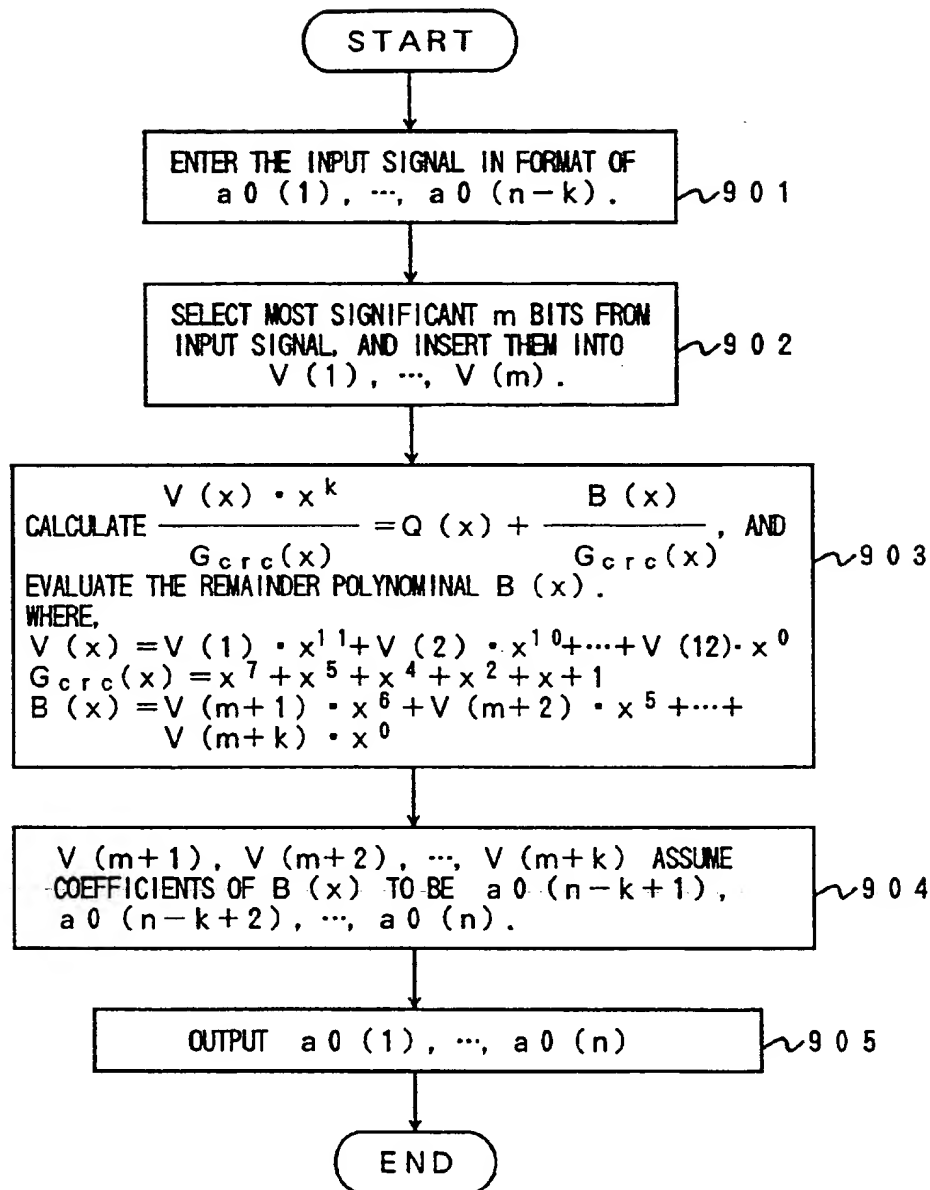 START
ENTER THE INPUT SIGNAL IN FORMAT OF
a0 (1), ···, a0 (n−k).
901
SELECT MOST SIGNIFICANT m BITS FROM
INPUT SIGNAL, AND INSERT THEM INTO
V (1), ···, V (m).
902
CALCULATE V (x) · x^k / Gcrc(x) = Q (x) + B (x) / Gcrc(x), AND
EVALUATE THE REMAINDER POLYNOMINAL B (x).
WHERE,
V (x) = V (1) · x^11 + V (2) · x^10 + ··· + V (12) · x^0
Gcrc(x) = x^7 + x^5 + x^4 + x^2 + x + 1
B (x) = V (m+1) · x^6 + V (m+2) · x^5 + ··· +
V (m+k) · x^0
903
V (m+1), V (m+2), ···, V (m+k) ASSUME
COEFFICIENTS OF B (x) TO BE a0 (n−k+1),
a0 (n−k+2), ···, a0 (n).
904
OUTPUT a0 (1), ···, a0 (n)
905
END